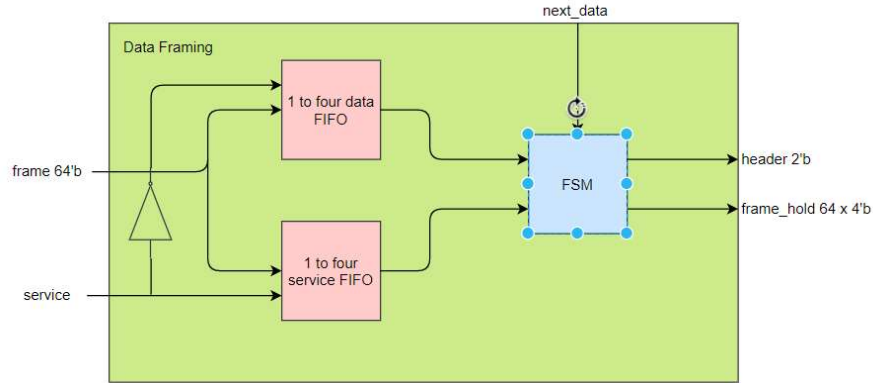 next_data
Data Framing
1 to four data
FIFO
frame 64'b
header 2'b
FSM
frame_hold 64 x 4'b
1 to four
service FIFO
service